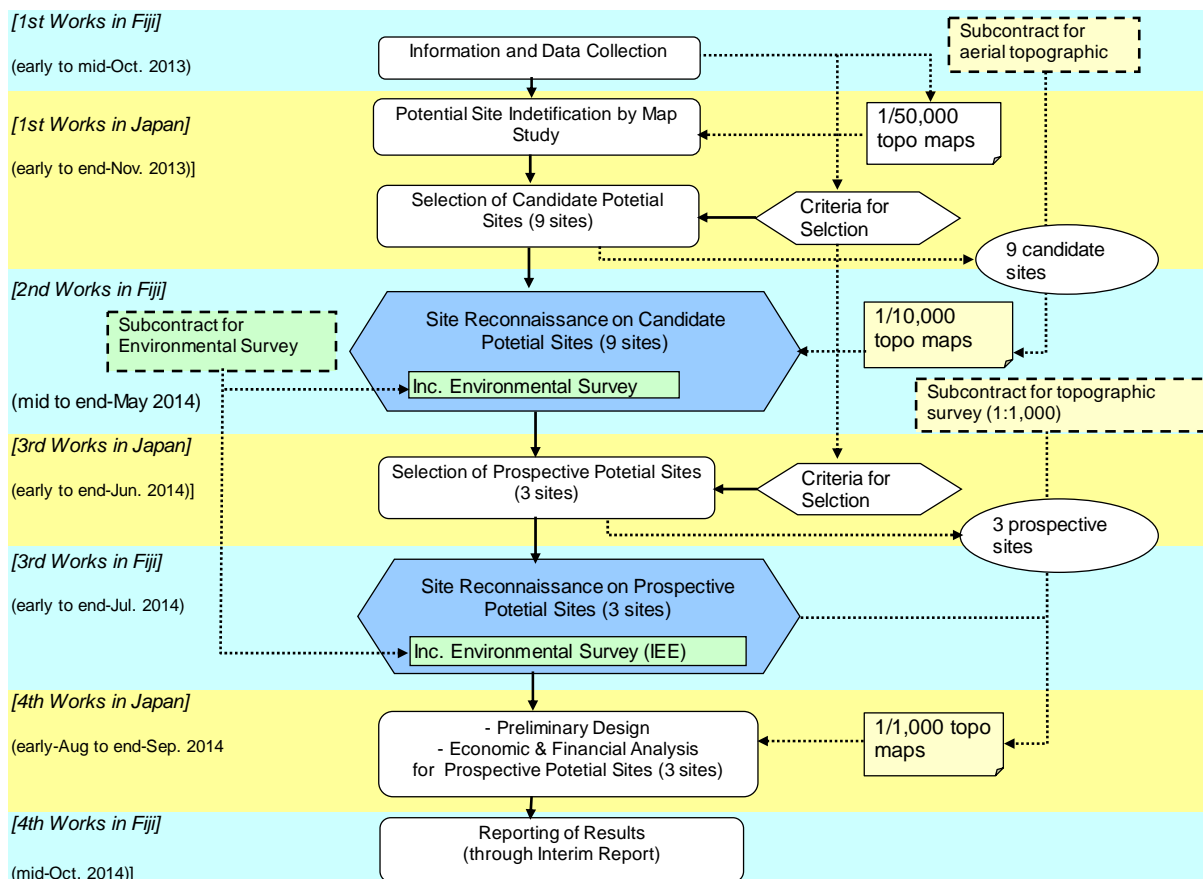 [1st Works in Fiji]
(early to mid-Oct. 2013)
Information and Data Collection
Subcontract for
aerial topographic
[1st Works in Japan]
(early to end-Nov. 2013)]
Potential Site Indetification by Map
Study
1/50,000
topo maps
Selection of Candidate Potetial
Sites (9 sites)
Criteria for
Selction
9 candidate
sites
[2nd Works in Fiji]
Subcontract for
Environmental Survey
(mid to end-May 2014)
Site Reconnaissance on Candidate
Potetial Sites (9 sites)
Inc. Environmental Survey
1/10,000
topo maps
Subcontract for topographic
survey (1:1,000)
[3rd Works in Japan]
(early to end-Jun. 2014)]
Selection of Prospective Potetial Sites
(3 sites)
Criteria for
Selction
3 prospective
sites
[3rd Works in Fiji]
(early to end-Jul. 2014)
Site Reconnaissance on Prospective
Potetial Sites (3 sites)
Inc. Environmental Survey (IEE)
[4th Works in Japan]
(early-Aug to end-Sep. 2014
- Preliminary Design
- Economic & Financial Analysis
for Prospective Potetial Sites (3 sites)
1/1,000 topo
maps
[4th Works in Fiji]
(mid-Oct. 2014)]
Reporting of Results
(through Interim Report)